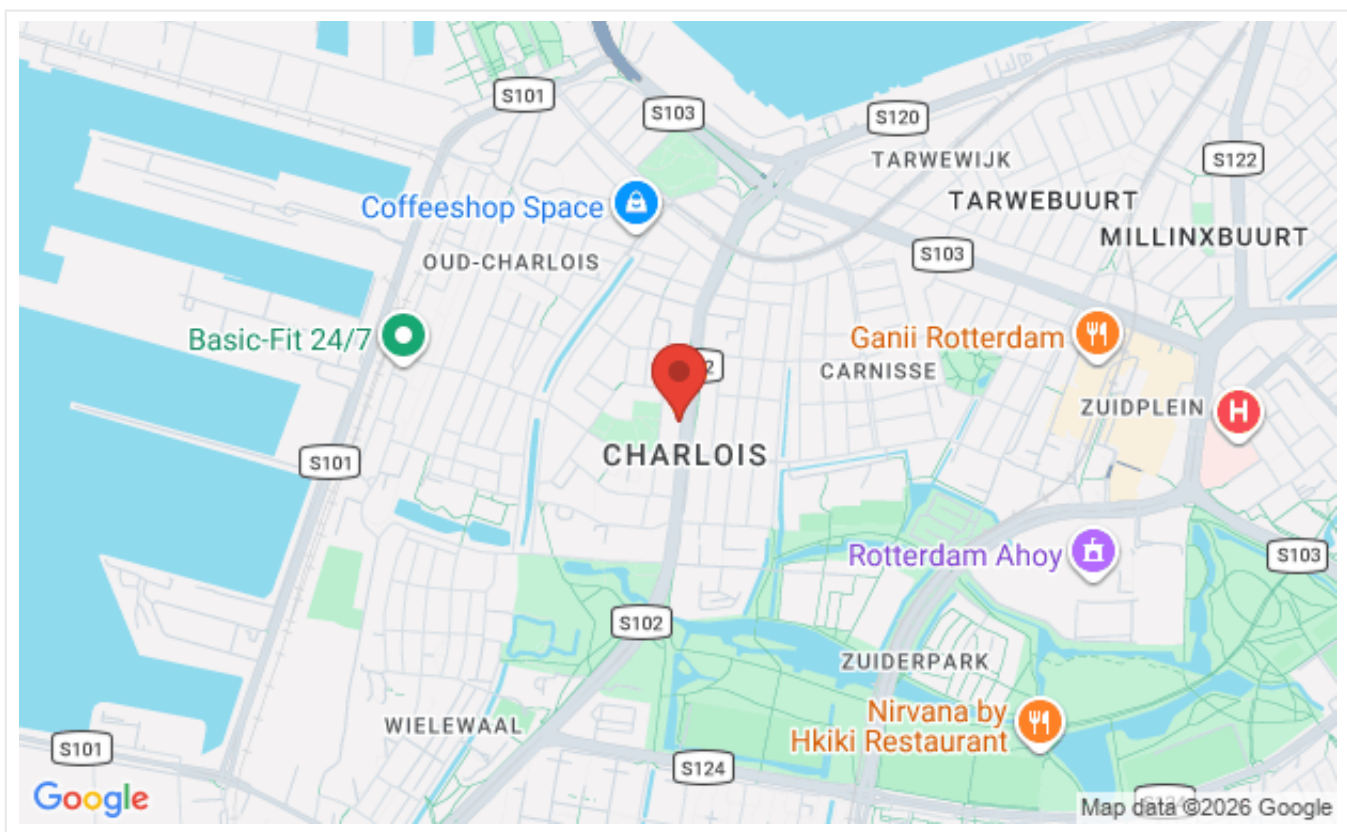 S101
S103
S120
TARWEWIJK
S122
Coffeeshop Space
TARWEBUURT
MILLINXBUURT
OUD-CHARLOIS
S103
Basic-Fit 24/7
Ganii Rotterdam
2
CARNISSE
ZUIDPLEIN
H
CHARLOIS
S101
Rotterdam Ahoy
S103
S102
ZUIDERPARK
WIELEWAAL
Nirvana by
Hkiki Restaurant
S101
S124
Google
Map data ©2026 Google